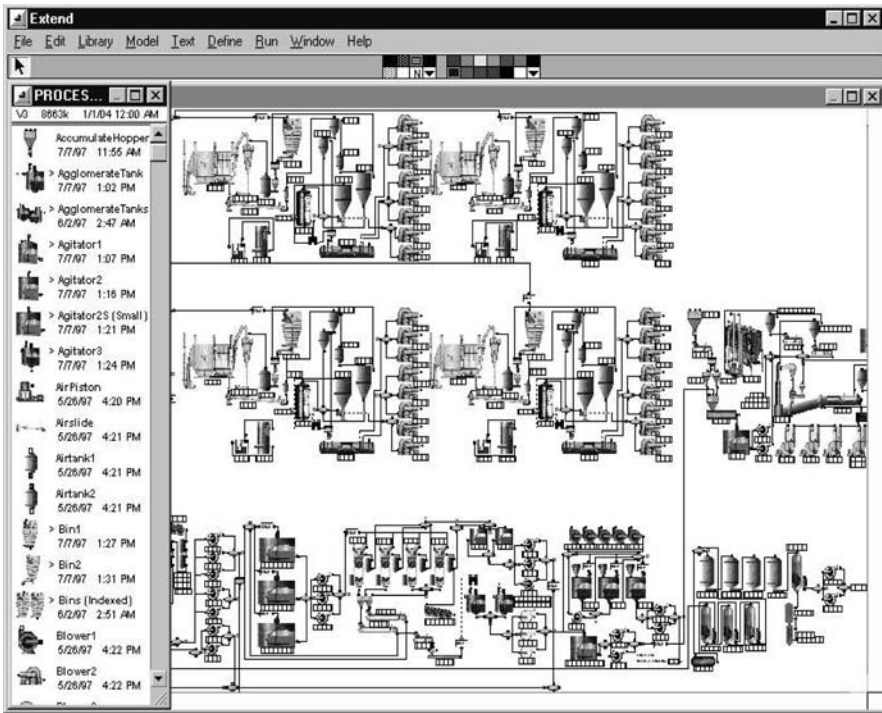 Extend
File Edit Library Model Text Define Run Window Help
N
PROCES...
V3 8663k 1/1/04 12:00 AM
AccumulateHopper
7/7/97 11:55 AM
> AgglomerateTank
7/7/97 1:02 PM
> AgglomerateTanks
6/2/97 2:47 AM
> Agitator1
7/7/97 1:07 PM
> Agitator2
7/7/97 1:16 PM
> Agitator2S (Small)
7/7/97 1:21 PM
> Agitator3
7/7/97 1:24 PM
AirPiston
5/26/97 4:20 PM
Airslide
5/26/97 4:21 PM
Airtank1
5/26/97 4:21 PM
Airtank2
5/26/97 4:21 PM
> Bin1
7/7/97 1:27 PM
> Bin2
7/7/97 1:31 PM
> Bins (Indexed)
6/2/97 2:51 AM
Blower1
5/26/97 4:22 PM
Blower2
5/26/97 4:22 PM